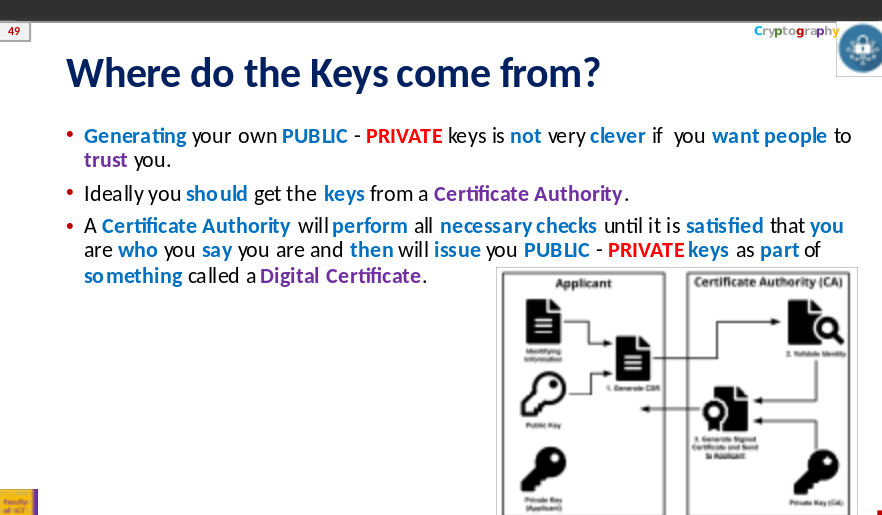 49
Cryptography
Where do the Keys come from?
• Generating your own PUBLIC - PRIVATE keys is not very clever if you want people to
trust you.
• Ideally you should get the keys from a Certificate Authority.
• A Certificate Authority will perform all necessary checks until it is satisfied that you
are who you say you are and then will issue you PUBLIC - PRIVATE keys as part of
something called a Digital Certificate.
Applicant
Certificate Authority (CA)
Identifying
Information
2. Validate Identity
1. Generate CSR
Public Key
3. Generate Signed
Certificate and Send
to Applicant
Private Key
(Applicant)
Private Key (CA)
Faculty
of ICT